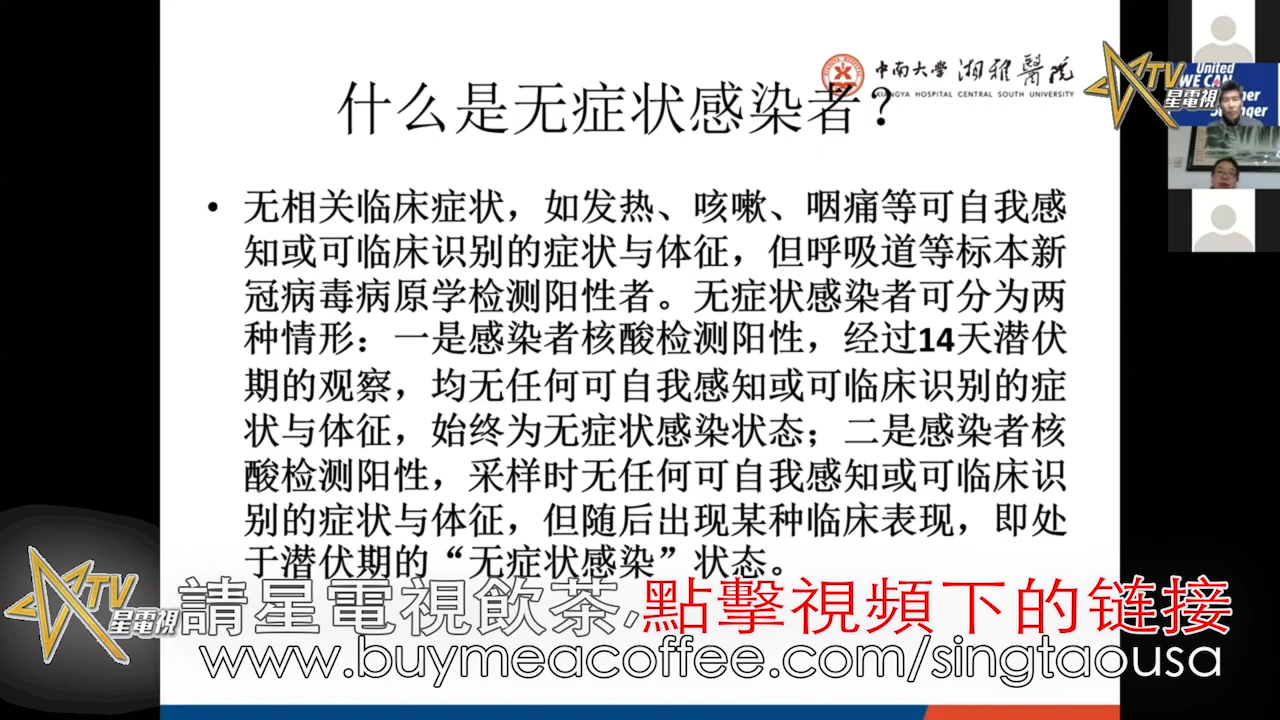 中南大学 湘雅醫院
XIANGYA HOSPITAL CENTRAL SOUTH UNIVERSITY
什么是无症状感染者？
TV
星電視
United
WE CAN
• 无相关临床症状，如发热、咳嗽、咽痛等可自我感
知或可临床识别的症状与体征，但呼吸道等标本新
冠病毒病原学检测阳性者。无症状感染者可分为两
种情形：一是感染者核酸检测阳性，经过14天潜伏
期的观察，均无任何可自我感知或可临床识别的症
状与体征，始终为无症状感染状态；二是感染者核
酸检测阳性，采样时无任何可自我感知或可临床识
别的症状与体征，但随后出现某种临床表现，即处
于潜伏期的“无症状感染”状态。
TV
星電視
請星電視飲茶,點擊視頻下的链接
www.buymeacoffee.com/singtaousa